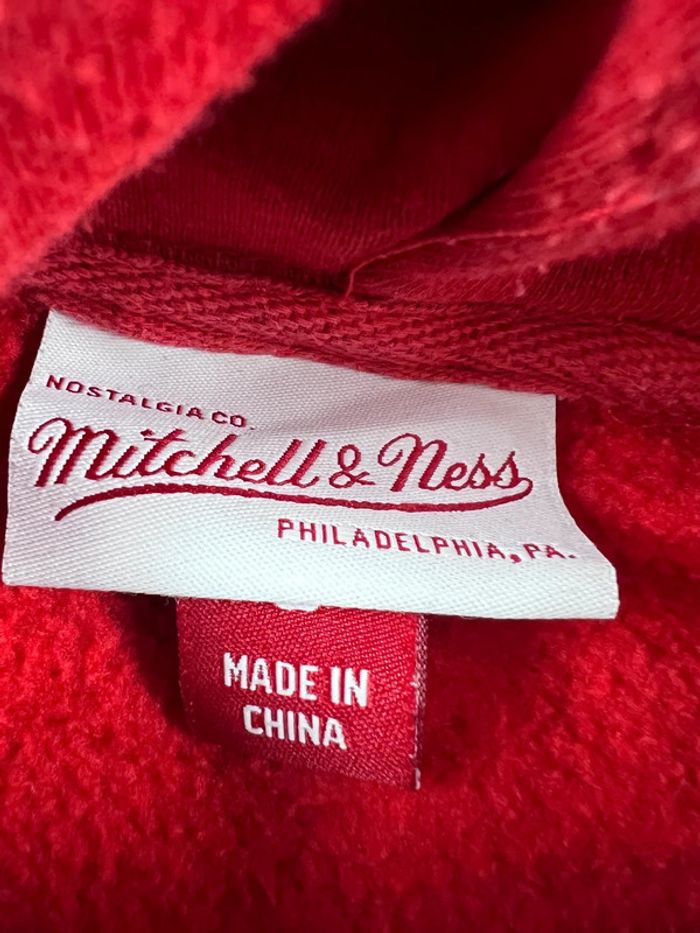 NOSTALGIA CO.
Mitchell & Ness
PHILADELPHIA, PA.
MADE IN
CHINA